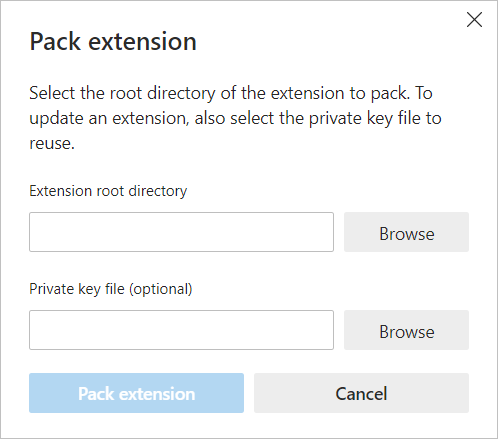 Pack extension
Select the root directory of the extension to pack. To
update an extension, also select the private key file to
reuse.
Extension root directory
Browse
Private key file (optional)
Browse
Pack extension
Cancel